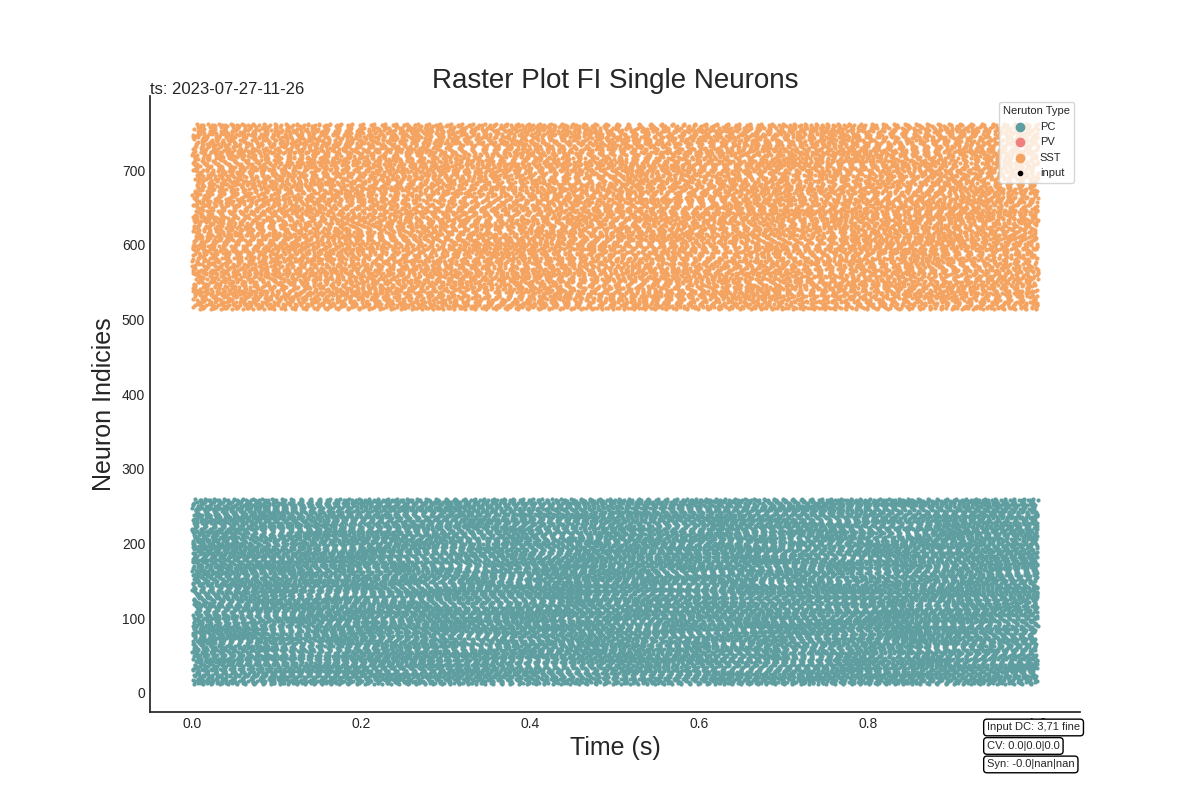 Raster Plot FI Single Neurons
ts: 2023-07-27-11-26
Neruton Type
PC
PV
SST
input
Neuron Indicies
700
600
500
400
300
200
100
0
0.0
0.2
0.4
0.6
0.8
Time (s)
Input DC: 3,71 fine
CV: 0.0|0.0|0.0
Syn: -0.0|nan|nan